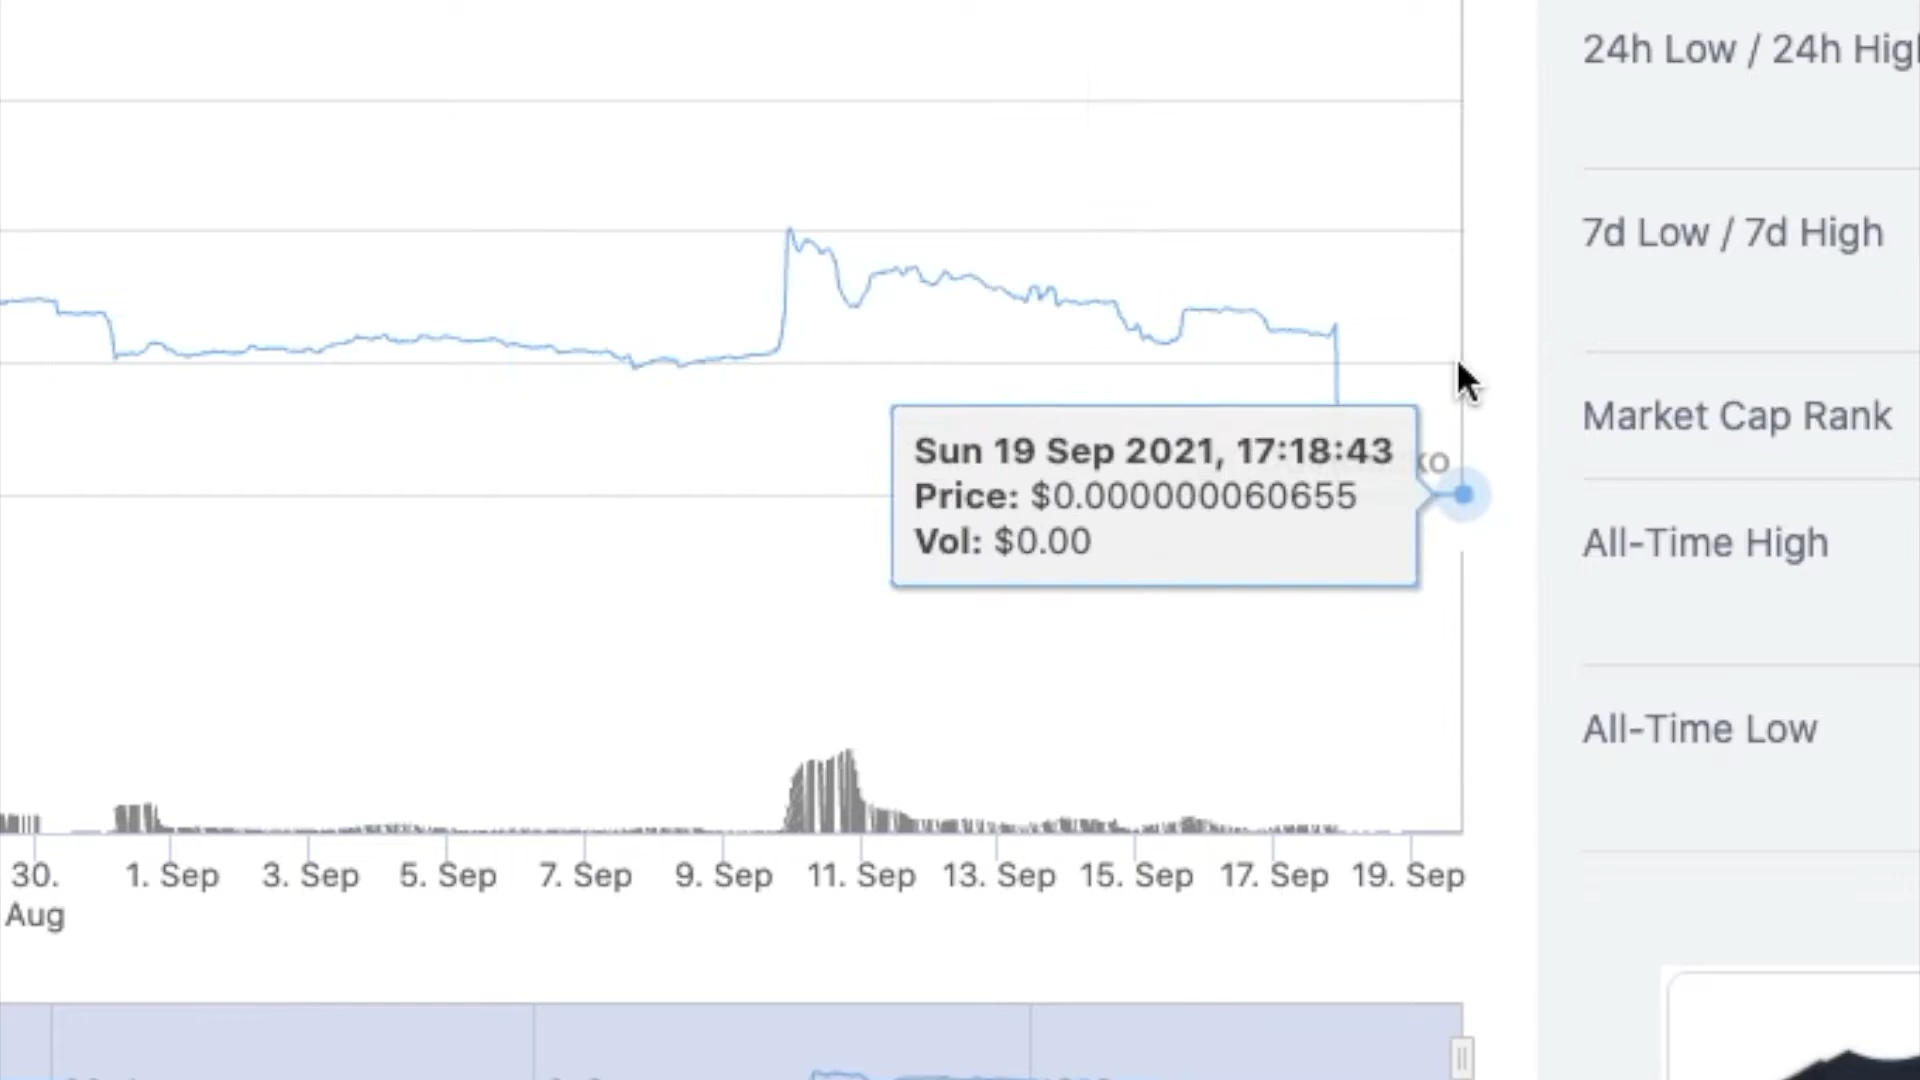 24h Low / 24h Hig
7d Low / 7d High
Market Cap Rank
All-Time High
All-Time Low
Sun 19 Sep 2021, 17:18:43
Price: $0.000000060655
Vol: $0.00
ko
30. Aug
1. Sep
3. Sep
5. Sep
7. Sep
9. Sep
11. Sep
13. Sep
15. Sep
17. Sep
19. Sep